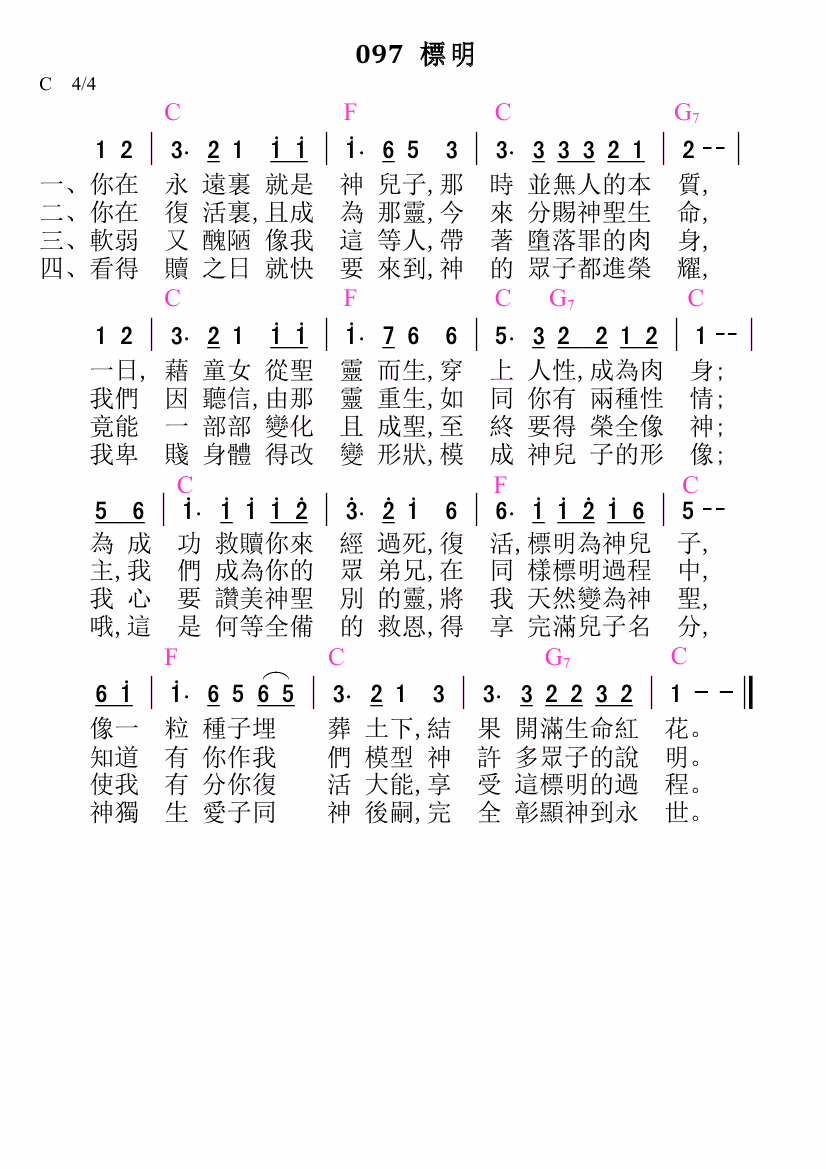 097 標明
C 4/4
C F C G7
1 2 | 3· 2 1 i i | i· 6 5 3 | 3· 3 3 3 2 1 | 2 - - |
一、你在 永 遠裏 就是 神 兒子,那 時 並無人的本 質,
二、你在 復 活裏,且成 為 那靈,今 來 分賜神聖生 命,
三、軟弱 又 醜陋 像我 這 等人,帶 著 墮落罪的肉 身,
四、看得 贖 之日 就快 要 來到,神 的 眾子都進榮 耀,
C F C G7 C
1 2 | 3· 2 1 i i | i· 7 6 6 | 5· 3 2 2 1 2 | 1 - - |
一日, 藉 童女 從聖 靈 而生,穿 上 人性,成為肉 身;
我們 因 聽信,由那 靈 重生,如 同 你有 兩種性 情;
竟能 一 部部 變化 且 成聖,至 終 要得 榮全像 神;
我卑 賤 身體 得改 變 形狀,模 成 神兒 子的形 像;
C F C
5 6 | i· i i i 2̇ | 3̇· 2̇ i 6 | 6· i i 2̇ i 6 | 5 - -
為 成 功 救贖你來 經 過死,復 活,標明為神兒 子,
主,我 們 成為你的 眾 弟兄,在 同 樣標明過程 中,
我 心 要 讚美神聖 別 的靈,將 我 天然變為神 聖,
哦,這 是 何等全備 的 救恩,得 享 完滿兒子名 分,
F C G7 C
6 i | i· 6 5 6 5 | 3· 2 1 3 | 3· 3 2 2 3 2 | 1 - - ‖
像一 粒 種子埋 葬 土下,結 果 開滿生命紅 花。
知道 有 你作我 們 模型 神 許 多眾子的說 明。
使我 有 分你復 活 大能,享 受 這標明的過 程。
神獨 生 愛子同 神 後嗣,完 全 彰顯神到永 世。